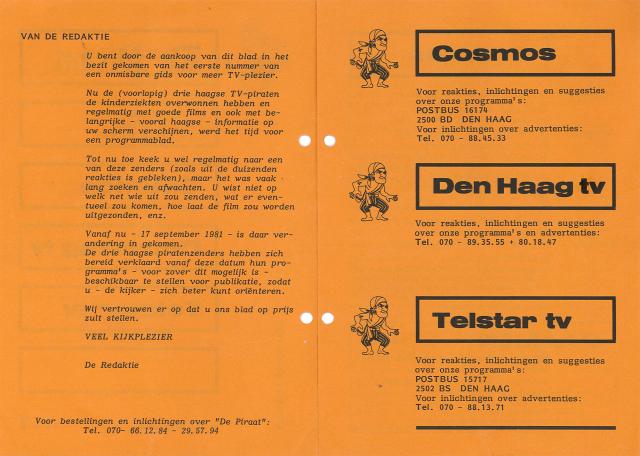 VAN DE REDAKTIE
U bent door de aankoop van dit blad in het
bezit gekomen van het eerste nummer van
een onmisbare gids voor meer TV-plezier.
Nu de (voorlopig) drie haagse TV-piraten
de kinderziekten overwonnen hebben en
regelmatig met goede films en ook met be-
langrijke - vooral haagse - informatie op
uw scherm verschijnen, werd het tijd voor
een programmablad.
Tot nu toe keek u wel regelmatig naar een
van deze zenders (zoals uit de duizenden
reakties is gebleken), maar het was vaak
lang zoeken en afwachten. U wist niet op
welk net wie uit zou zenden, wat er even-
tueel zou komen, hoe laat de film zou worden
uitgezonden, enz.
Vanaf nu - 17 september 1981 - is daar ver-
andering in gekomen.
De drie haagse piratenzenders hebben zich
bereid verklaard vanaf deze datum hun pro-
gramma's - voor zover dit mogelijk is -
beschikbaar te stellen voor publikatie, zodat
u - de kijker - zich beter kunt oriënteren.
Wij vertrouwen er op dat u ons blad op prijs
zult stellen.
VEEL KIJKPLEZIER
De Redaktie
Voor bestellingen en inlichtingen over "De Piraat":
Tel. 070- 66.12.84 - 29.57.94
Cosmos
Voor reakties, inlichtingen en suggesties
over onze programma's:
POSTBUS 16174
2500 BD DEN HAAG
Voor inlichtingen over advertenties:
Tel. 070 - 88.45.33
Den Haag tv
Voor reakties, inlichtingen en suggesties
over onze programma's en advertenties:
Tel. 070 - 89.35.55 + 80.18.47
Telstar tv
Voor reakties, inlichtingen en suggesties
over onze programma's:
POSTBUS 15717
2502 BS DEN HAAG
Voor inlichtingen over advertenties:
Tel. 070 - 88.13.71